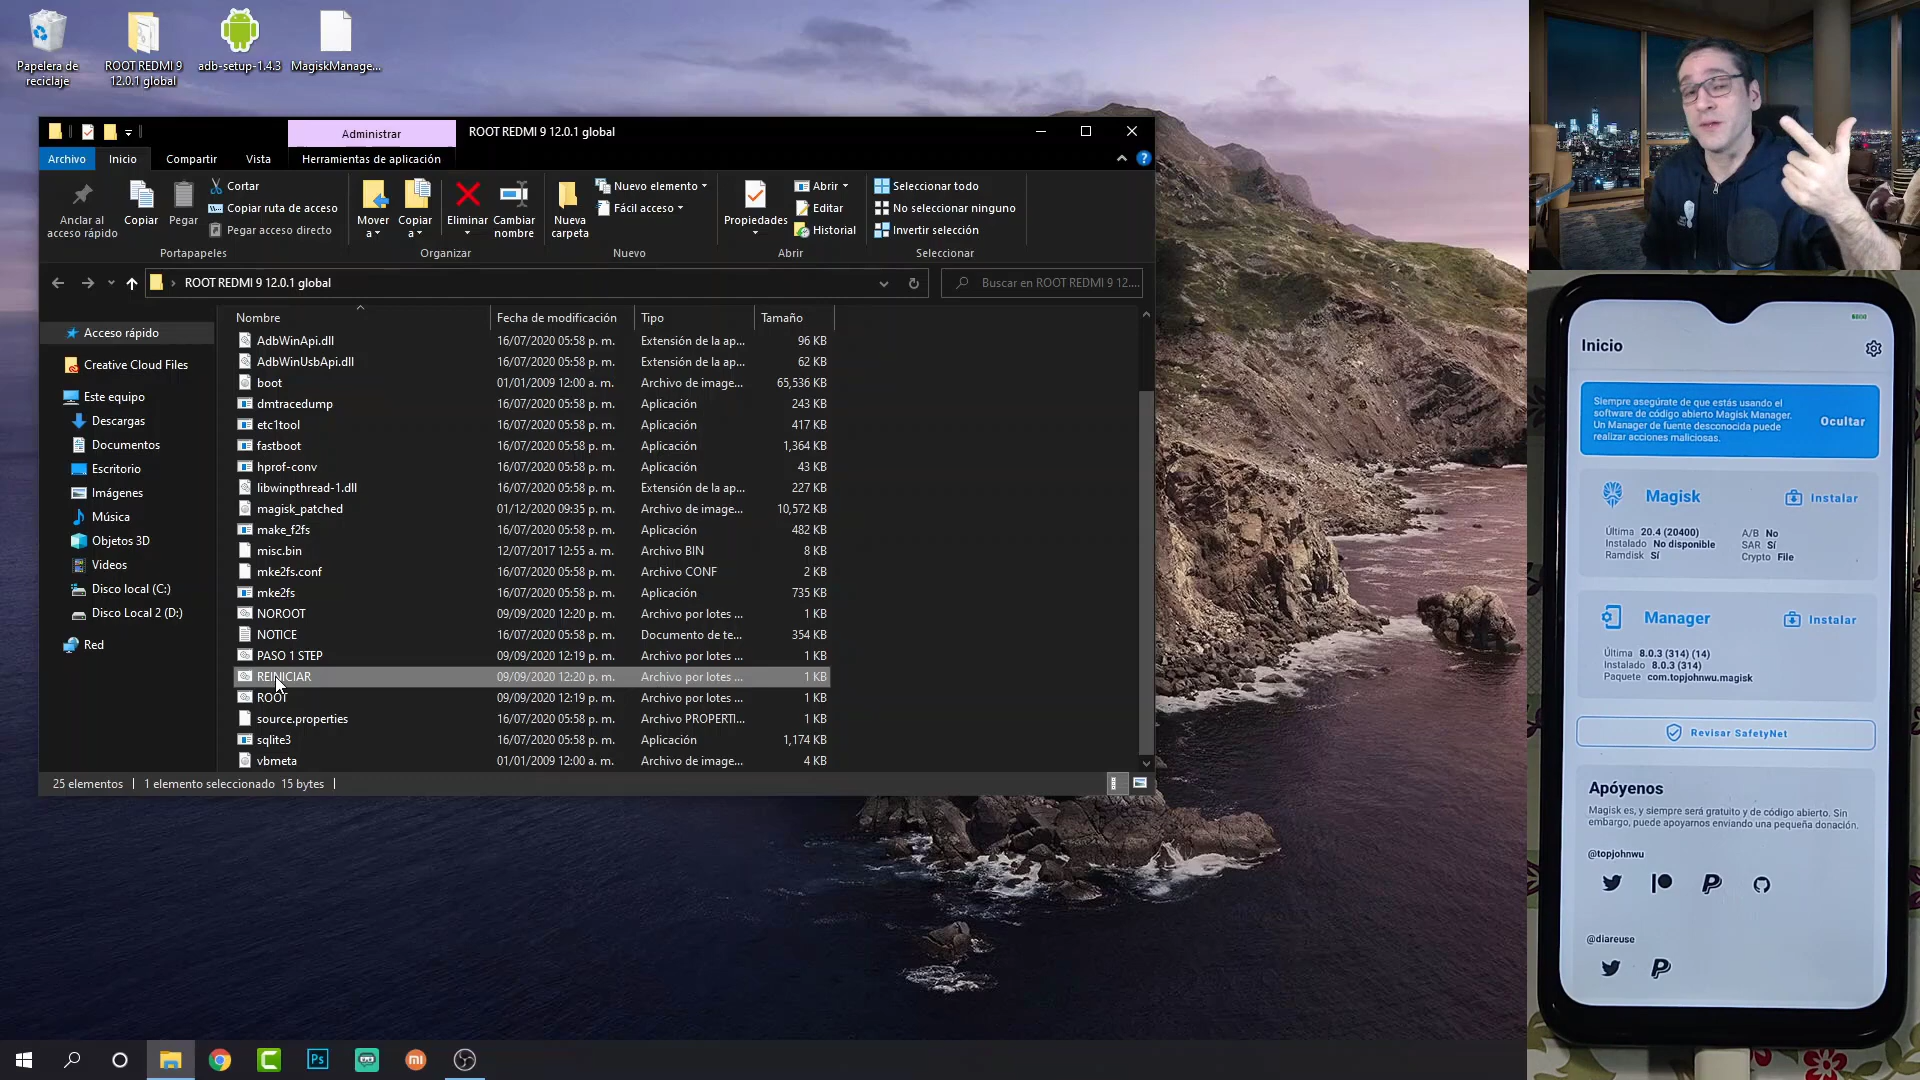 Papelera de
reciclaje
ROOT REDMI 9
12.0.1 global
adb-setup-1.4.3
MagiskManage...
Administrar
ROOT REDMI 9 12.0.1 global
Archivo
Inicio
Compartir
Vista
Herramientas de aplicación
Anclar al
acceso rápido
Copiar
Pegar
Cortar
Copiar ruta de acceso
Pegar acceso directo
Portapapeles
Mover
a
Copiar
a
Eliminar
Cambiar
nombre
Organizar
Nueva
carpeta
Nuevo elemento
Fácil acceso
Nuevo
Propiedades
Abrir
Editar
Historial
Abrir
Seleccionar todo
No seleccionar ninguno
Invertir selección
Seleccionar
ROOT REDMI 9 12.0.1 global
Buscar en ROOT REDMI 9 12....
Acceso rápido
Creative Cloud Files
Este equipo
Descargas
Documentos
Escritorio
Imágenes
Música
Objetos 3D
Videos
Disco local (C:)
Disco Local 2 (D:)
Red
Nombre Fecha de modificación Tipo Tamaño
AdbWinApi.dll 16/07/2020 05:58 p. m. Extensión de la ap... 96 KB
AdbWinUsbApi.dll 16/07/2020 05:58 p. m. Extensión de la ap... 62 KB
boot 01/01/2009 12:00 a. m. Archivo de image... 65,536 KB
dmtracedump 16/07/2020 05:58 p. m. Aplicación 243 KB
etc1tool 16/07/2020 05:58 p. m. Aplicación 417 KB
fastboot 16/07/2020 05:58 p. m. Aplicación 1,364 KB
hprof-conv 16/07/2020 05:58 p. m. Aplicación 43 KB
libwinpthread-1.dll 16/07/2020 05:58 p. m. Extensión de la ap... 227 KB
magisk_patched 01/12/2020 09:35 p. m. Archivo de image... 10,572 KB
make_f2fs 16/07/2020 05:58 p. m. Aplicación 482 KB
misc.bin 12/07/2017 12:55 a. m. Archivo BIN 8 KB
mke2fs.conf 16/07/2020 05:58 p. m. Archivo CONF 2 KB
mke2fs 16/07/2020 05:58 p. m. Aplicación 735 KB
NOROOT 09/09/2020 12:20 p. m. Archivo por lotes ... 1 KB
NOTICE 16/07/2020 05:58 p. m. Documento de te... 354 KB
PASO 1 STEP 09/09/2020 12:19 p. m. Archivo por lotes ... 1 KB
REINICIAR 09/09/2020 12:20 p. m. Archivo por lotes ... 1 KB
ROOT 09/09/2020 12:19 p. m. Archivo por lotes ... 1 KB
source.properties 16/07/2020 05:58 p. m. Archivo PROPERTI... 1 KB
sqlite3 16/07/2020 05:58 p. m. Aplicación 1,174 KB
vbmeta 01/01/2009 12:00 a. m. Archivo de image... 4 KB
25 elementos 1 elemento seleccionado 15 bytes
Ps
Inicio
Siempre asegúrate de que estás usando el
software de código abierto Magisk Manager.
Un Manager de fuente desconocida puede
realizar acciones maliciosas.
Ocultar
Magisk
Instalar
Última 20.4 (20400)
Instalado No disponible
Ramdisk Sí
A/B No
SAR Sí
Crypto File
Manager
Instalar
Última 8.0.3 (314) (14)
Instalado 8.0.3 (314)
Paquete com.topjohnwu.magisk
Revisar SafetyNet
Apóyenos
Magisk es, y siempre será gratuito y de código abierto. Sin
embargo, puede apoyarnos enviando una pequeña donación.
@topjohnwu
@diareuse